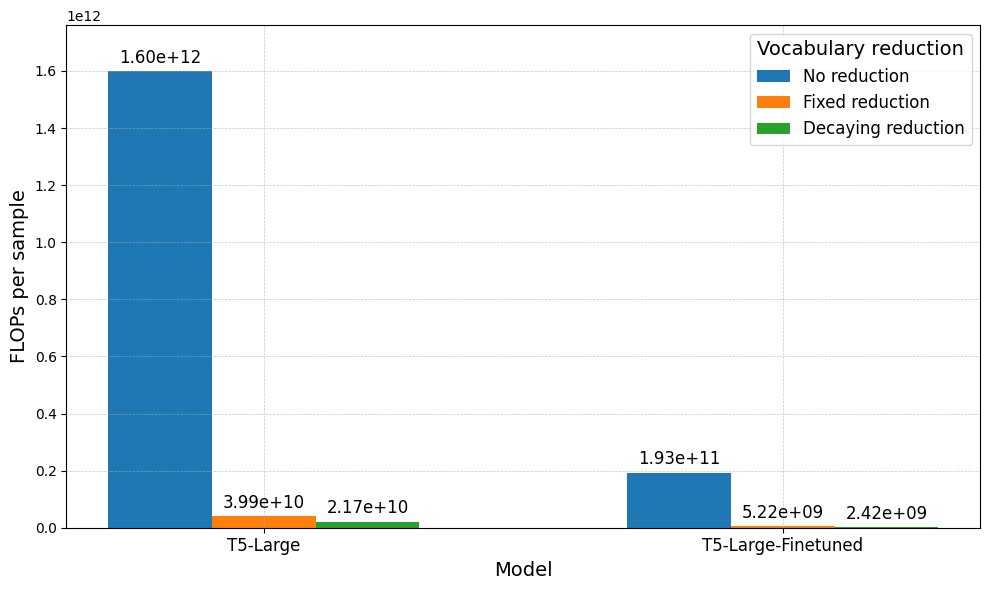 1e12
1.6
1.4
1.2
1.0
0.8
0.6
0.4
0.2
0.0
FLOPs per sample
1.60e+12
3.99e+10
2.17e+10
1.93e+11
5.22e+09
2.42e+09
Vocabulary reduction
No reduction
Fixed reduction
Decaying reduction
T5-Large
T5-Large-Finetuned
Model